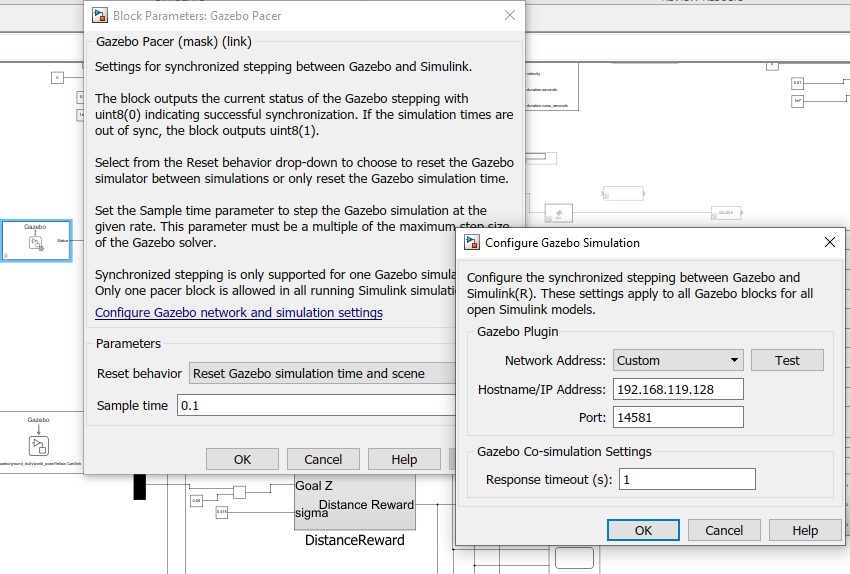 Block Parameters: Gazebo Pacer
Gazebo Pacer (mask) (link)
Settings for synchronized stepping between Gazebo and Simulink.
The block outputs the current status of the Gazebo stepping with
uint8(0) indicating successful synchronization. If the simulation times are
out of sync, the block outputs uint8(1).
Select from the Reset behavior drop-down to choose to reset the Gazebo
simulator between simulations or only reset the Gazebo simulation time.
Set the Sample time parameter to step the Gazebo simulation at the
given rate. This parameter must be a multiple of the maximum step size
of the Gazebo solver.
Synchronized stepping is only supported for one Gazebo
Only one pacer block is allowed in all running Simulink
Configure Gazebo network and simulation settings
Parameters
Reset behavior
Reset Gazebo simulation time and scene
Sample time
0.1
OK
Cancel
Help
Configure Gazebo Simulation
Configure the synchronized stepping between Gazebo and
Simulink(R). These settings apply to all Gazebo blocks for all
open Simulink models.
Gazebo Plugin
Network Address:
Custom
Test
Hostname/IP Address:
192.168.119.128
Port:
14581
Gazebo Co-simulation Settings
Response timeout (s):
1
OK
Cancel
Help
Gazebo
Status
Gazebo
Goal Z
Distance Reward
sigma
DistanceReward